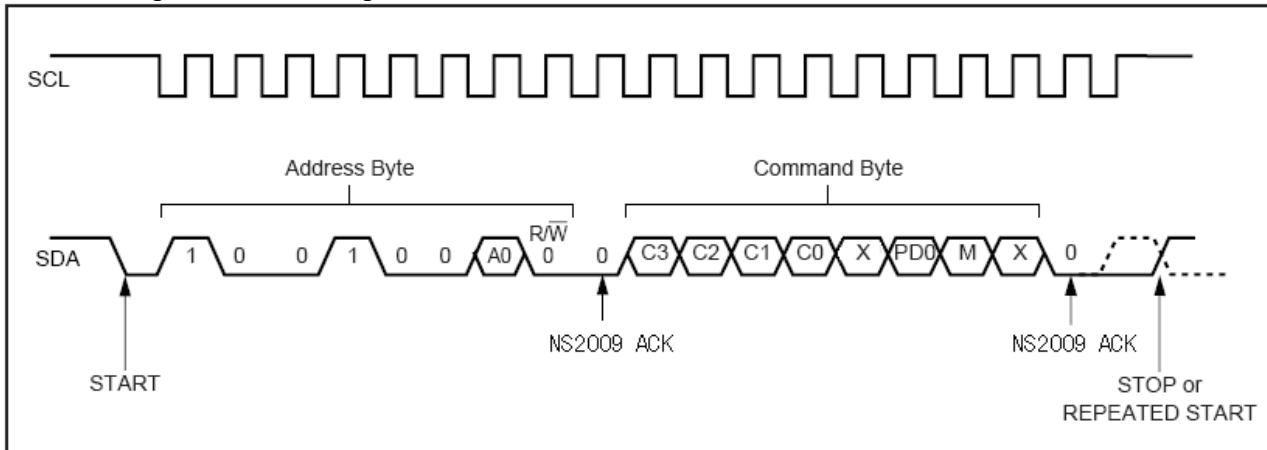 SCL
Address Byte
Command Byte
R/W̅
SDA
1 0 0 1 0 0 A0 0 0 C3 C2 C1 C0 X PD0 M X 0
NS2009 ACK
NS2009 ACK
START
STOP or
REPEATED START